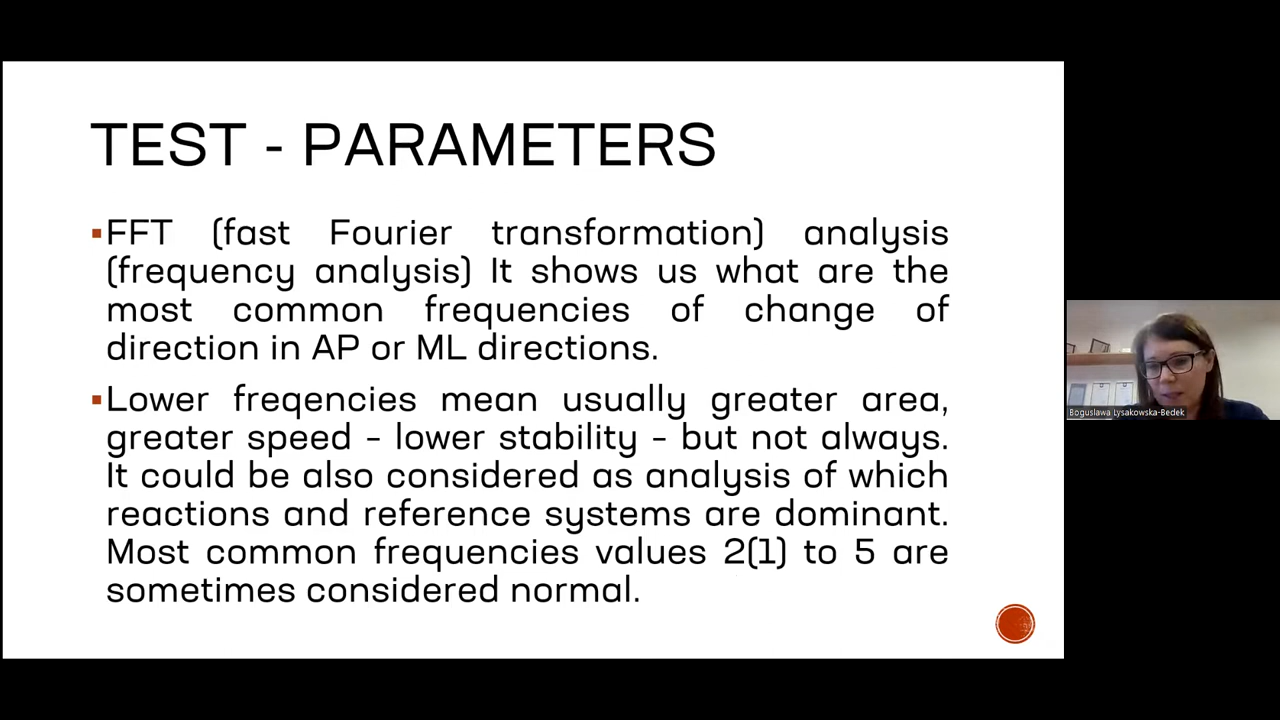 TEST - PARAMETERS
▪FFT (fast Fourier transformation) analysis
(frequency analysis) It shows us what are the
most common frequencies of change of
direction in AP or ML directions.
▪Lower freqencies mean usually greater area,
greater speed – lower stability – but not always.
It could be also considered as analysis of which
reactions and reference systems are dominant.
Most common frequencies values 2(1) to 5 are
sometimes considered normal.
Boguslawa Lysakowska-Bedek